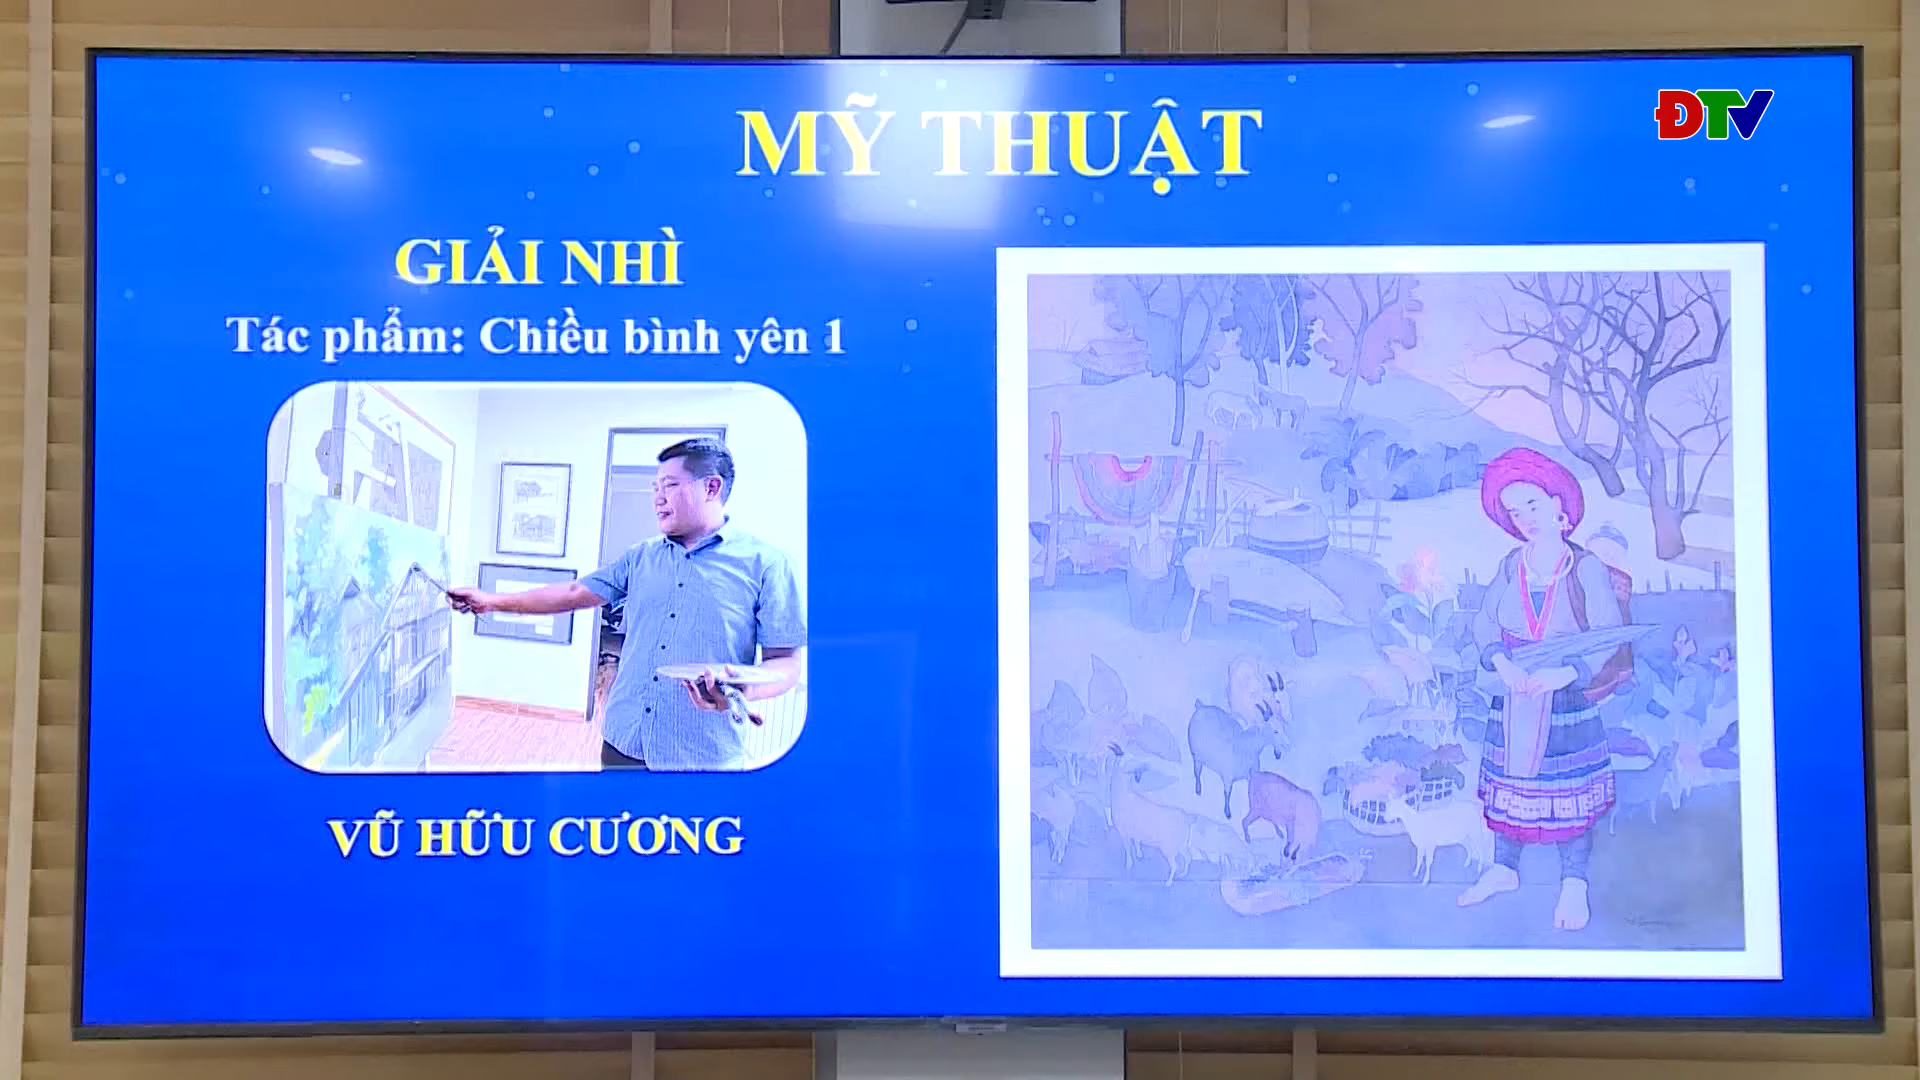 MỸ THUẬT
ĐTV
GIẢI NHÌ
Tác phẩm: Chiều bình yên 1
VŨ HỮU CƯƠNG